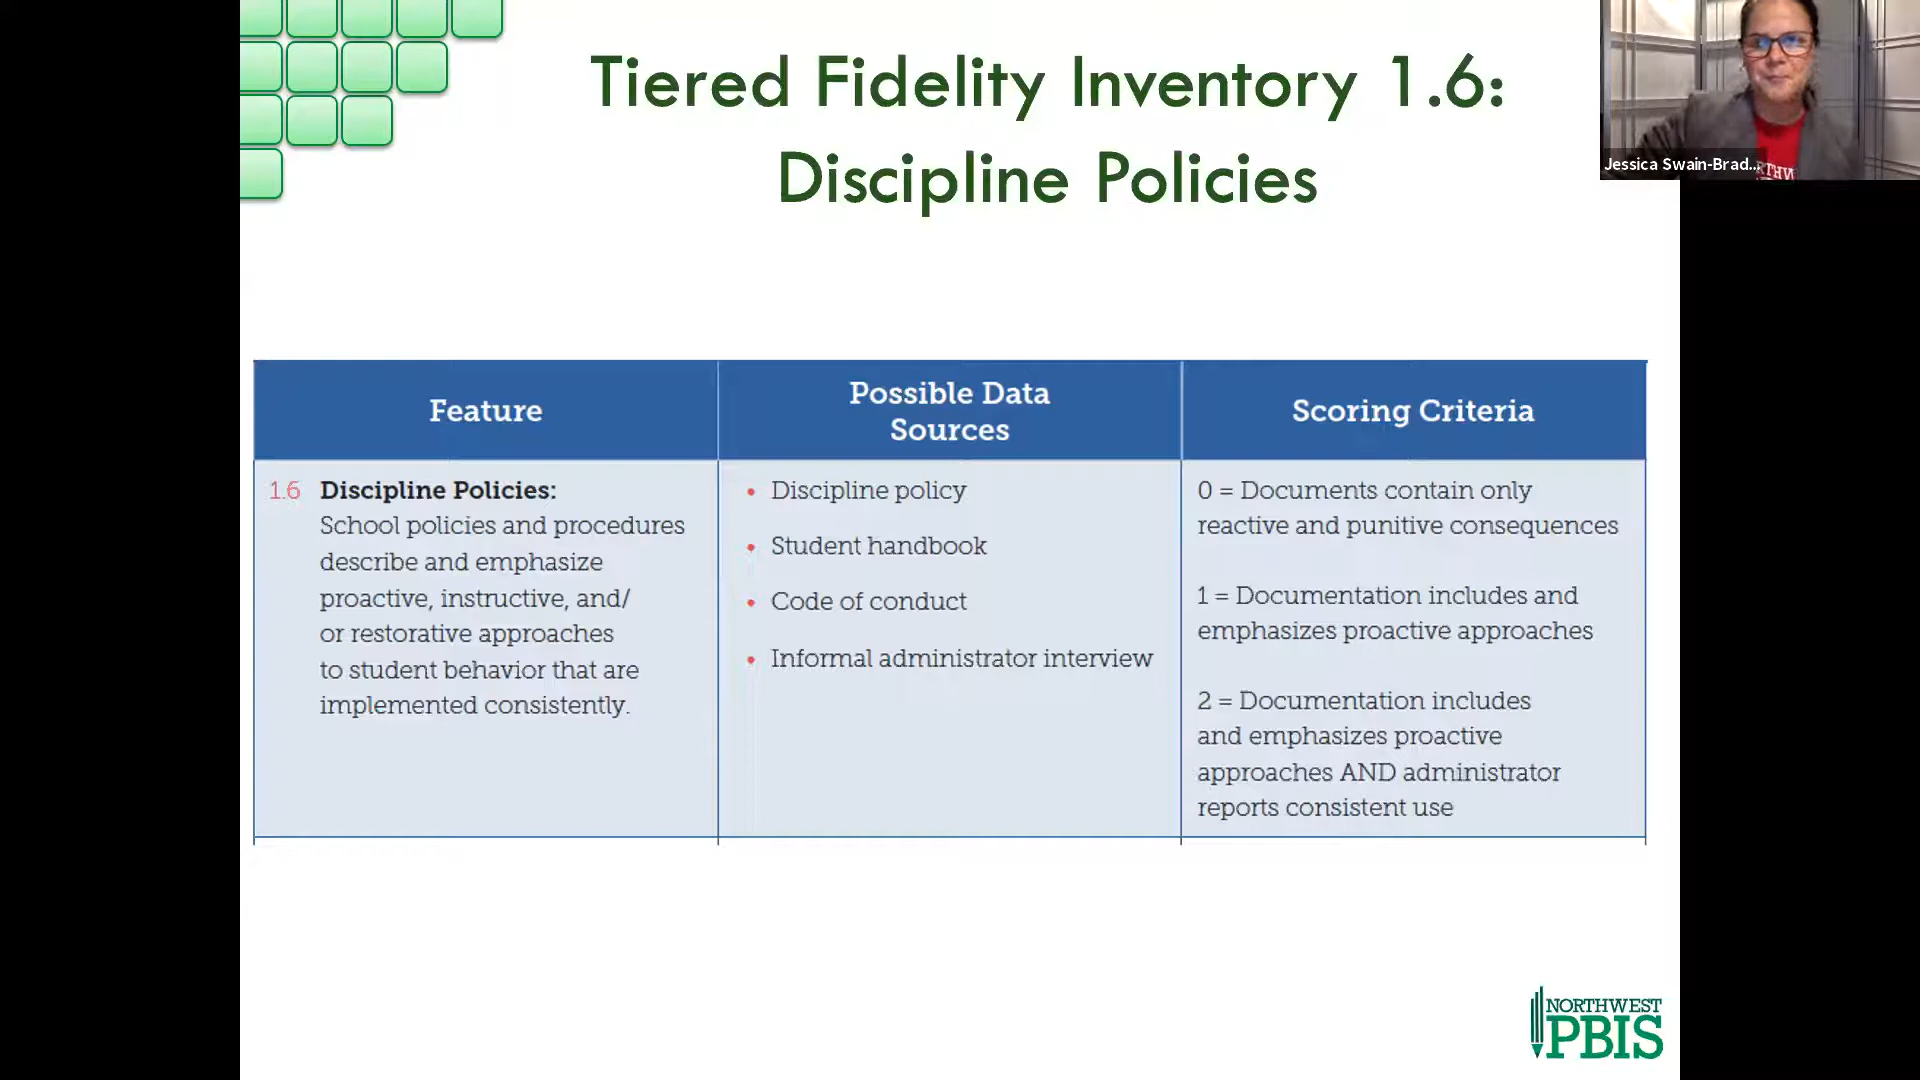 Tiered Fidelity Inventory 1.6:
Discipline Policies
Jessica Swain-Brad...
RTHW
Feature
Possible Data
Sources
Scoring Criteria
1.6 Discipline Policies:
School policies and procedures
describe and emphasize
proactive, instructive, and/
or restorative approaches
to student behavior that are
implemented consistently.
• Discipline policy
• Student handbook
• Code of conduct
• Informal administrator interview
0 = Documents contain only
reactive and punitive consequences
1 = Documentation includes and
emphasizes proactive approaches
2 = Documentation includes
and emphasizes proactive
approaches AND administrator
reports consistent use
NORTHWEST
PBIS